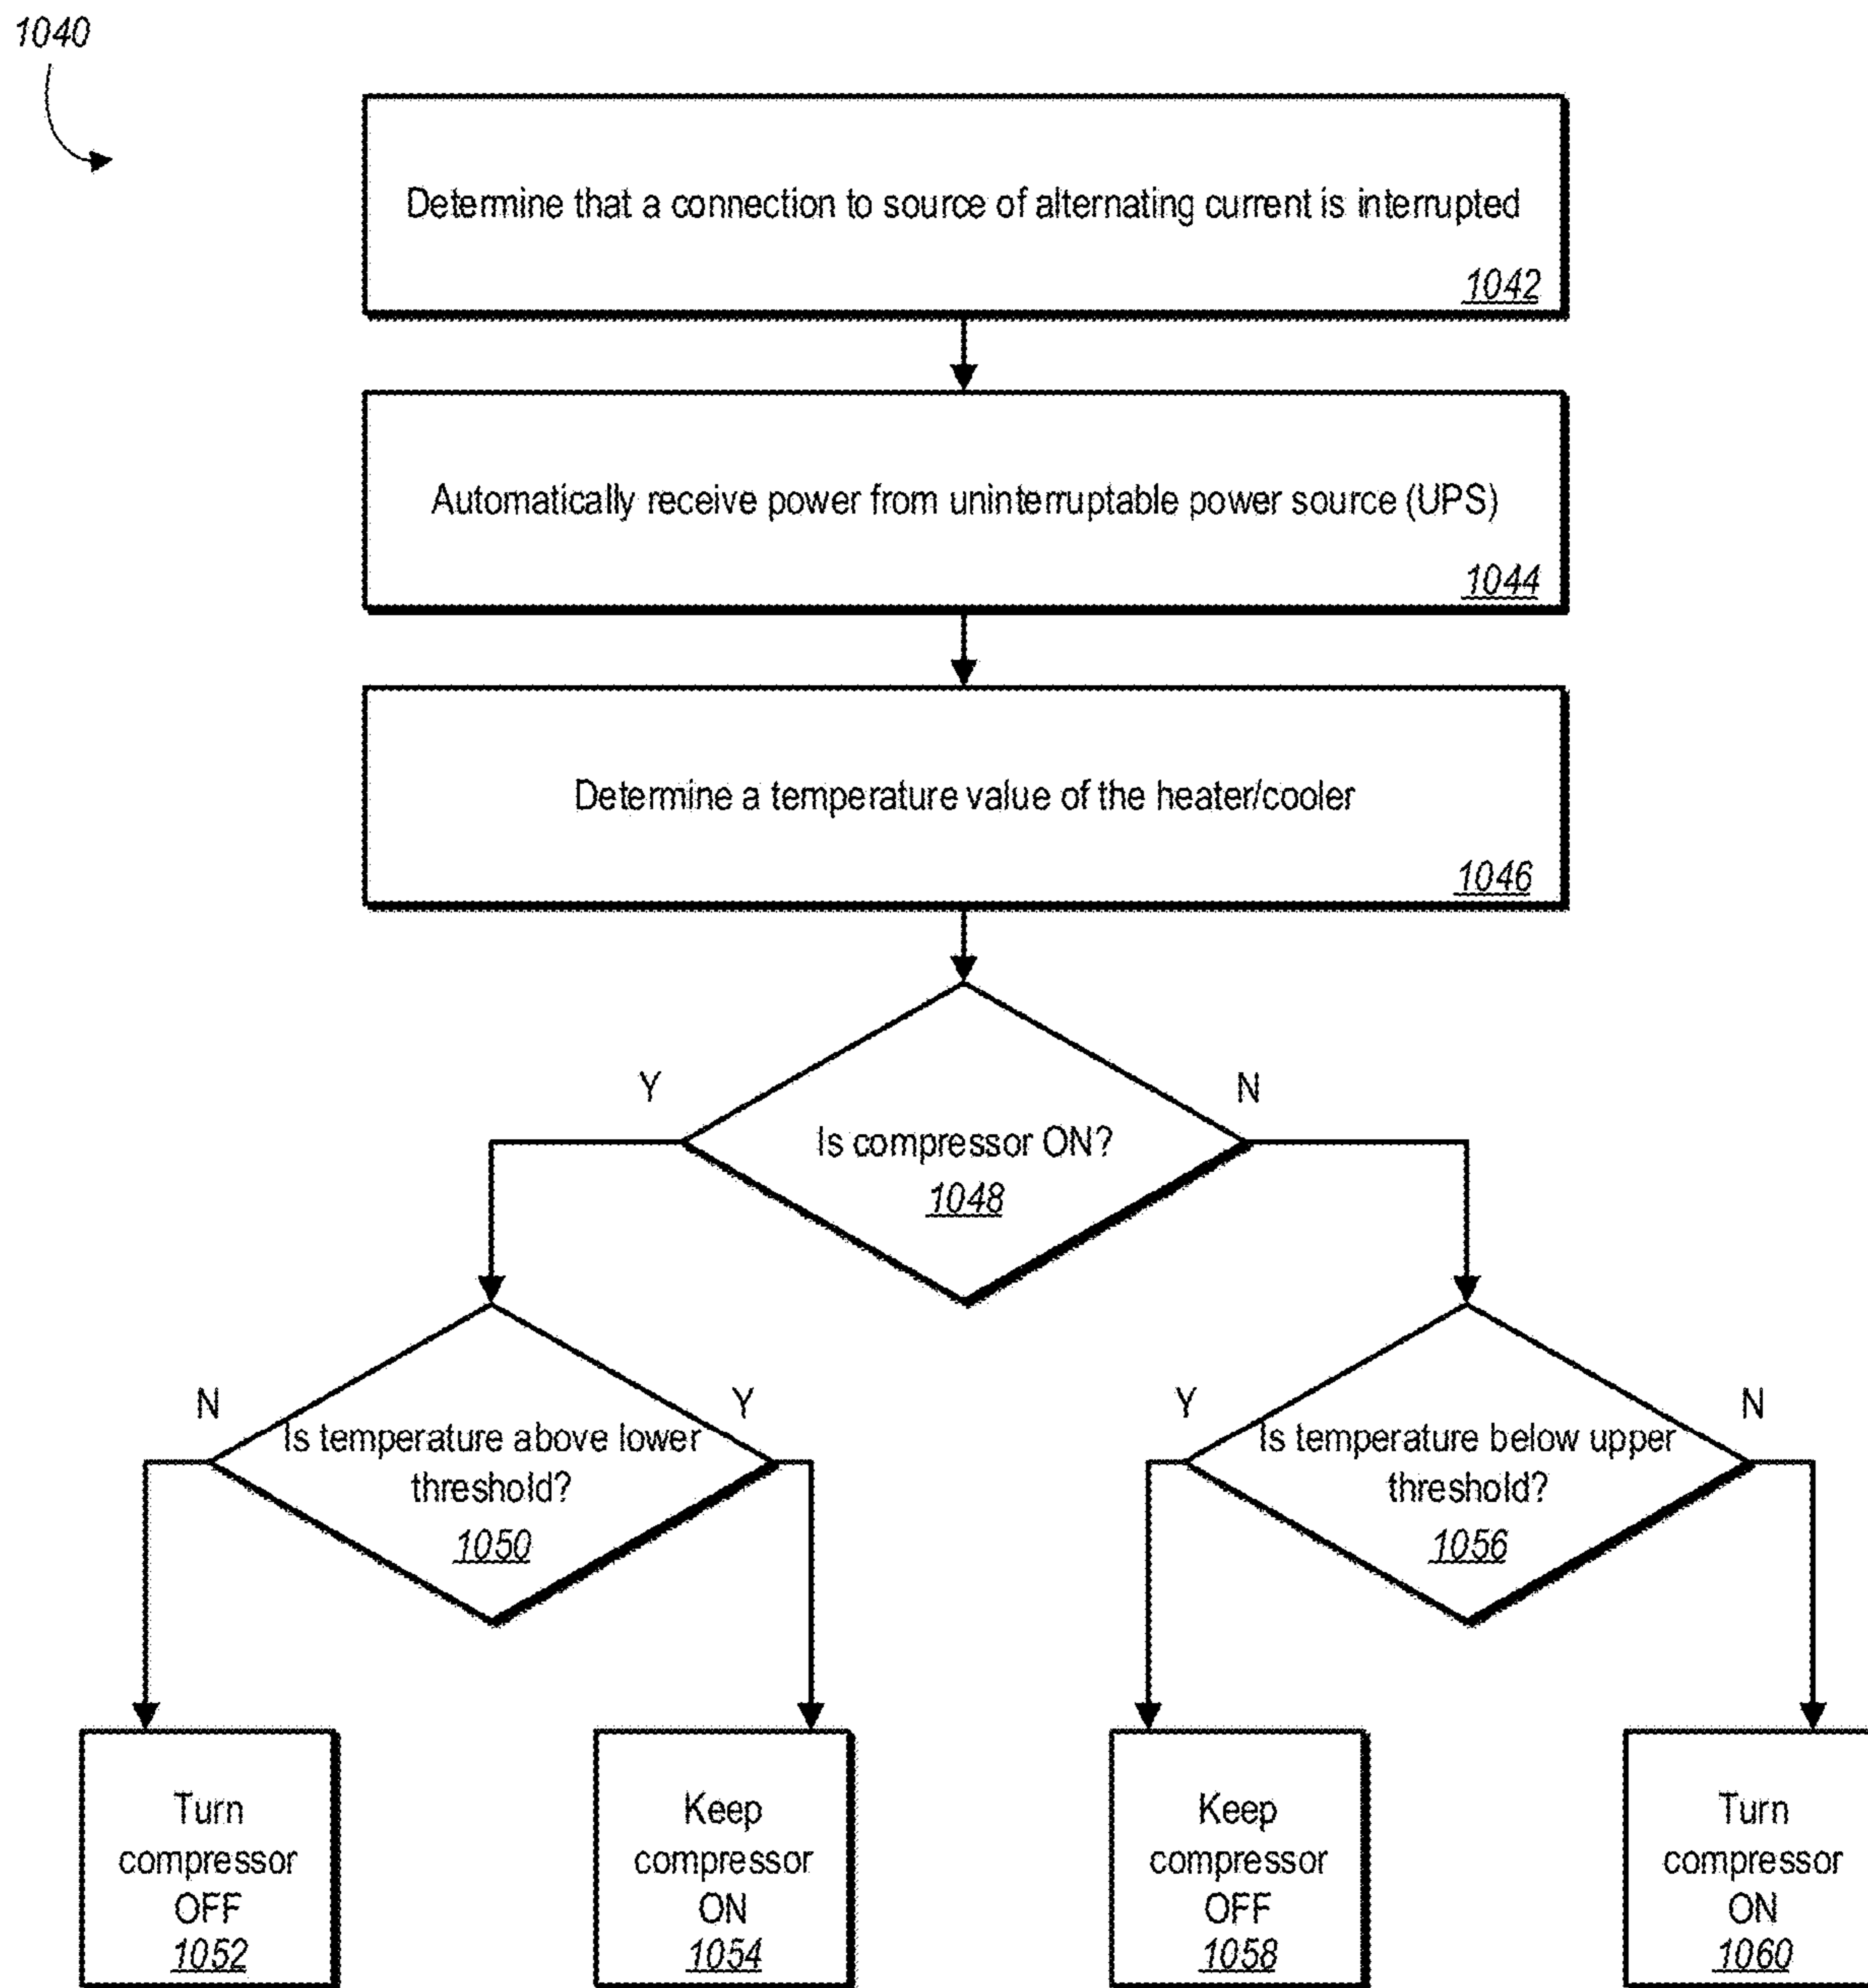 1040
Determine that a connection to source of alternating current is interrupted
1042
Automatically receive power from uninterruptable power source (UPS)
1044
Determine a temperature value of the heater/cooler
1046
Y
N
Is compressor ON?
1048
N
Y
Is temperature above lower
threshold?
1050
Y
N
Is temperature below upper
threshold?
1056
Turn
compressor
OFF
1052
Keep
compressor
ON
1054
Keep
compressor
OFF
1058
Turn
compressor
ON
1060